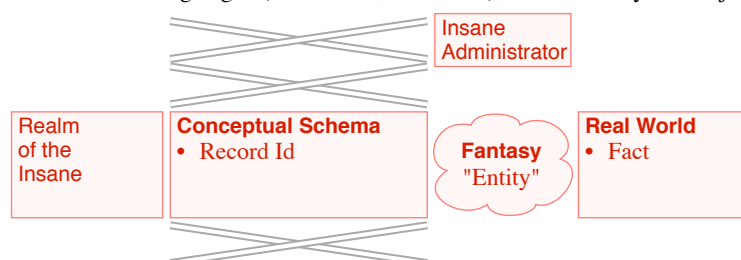 Insane
Administrator
Realm
of the
Insane
Conceptual Schema
• Record Id
Fantasy
"Entity"
Real World
• Fact